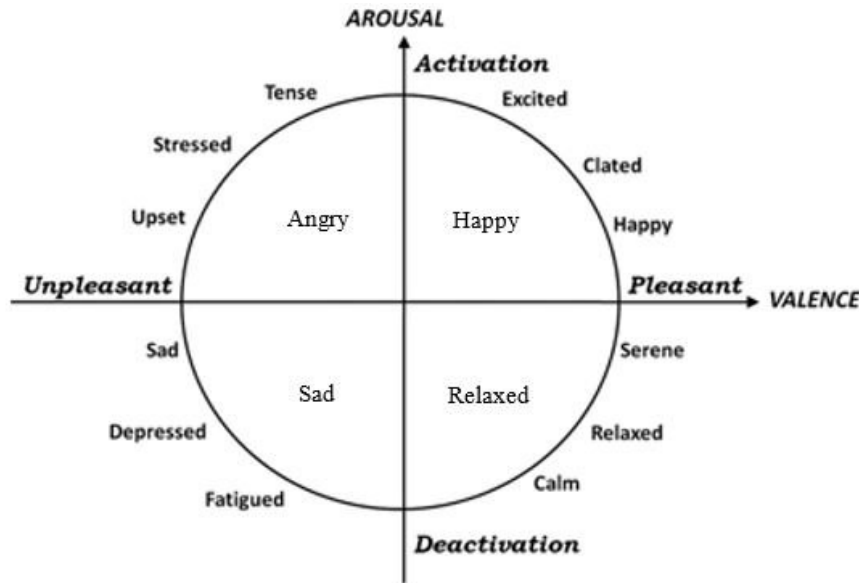 AROUSAL
Activation
Tense
Excited
Stressed
Clated
Upset
Angry
Happy
Happy
Unpleasant
Pleasant
VALENCE
Sad
Serene
Sad
Relaxed
Depressed
Relaxed
Fatigued
Calm
Deactivation